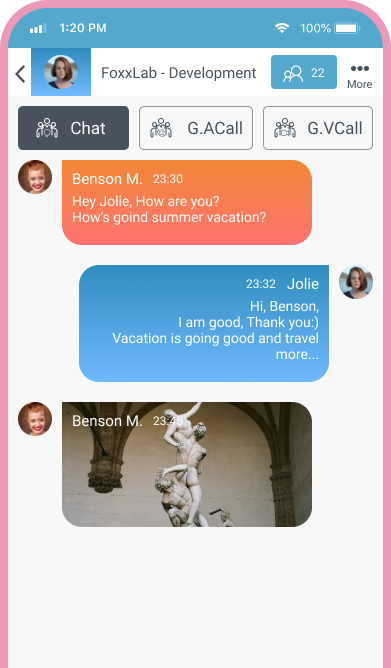 1:20 PM
100%
FoxxLab - Development
22
More
Chat
G.ACall
G.VCall
Benson M. 23:30
Hey Jolie, How are you?
How's goind summer vacation?
23:32 Jolie
Hi, Benson,
I am good, Thank you:)
Vacation is going good and travel
more...
Benson M. 23:45